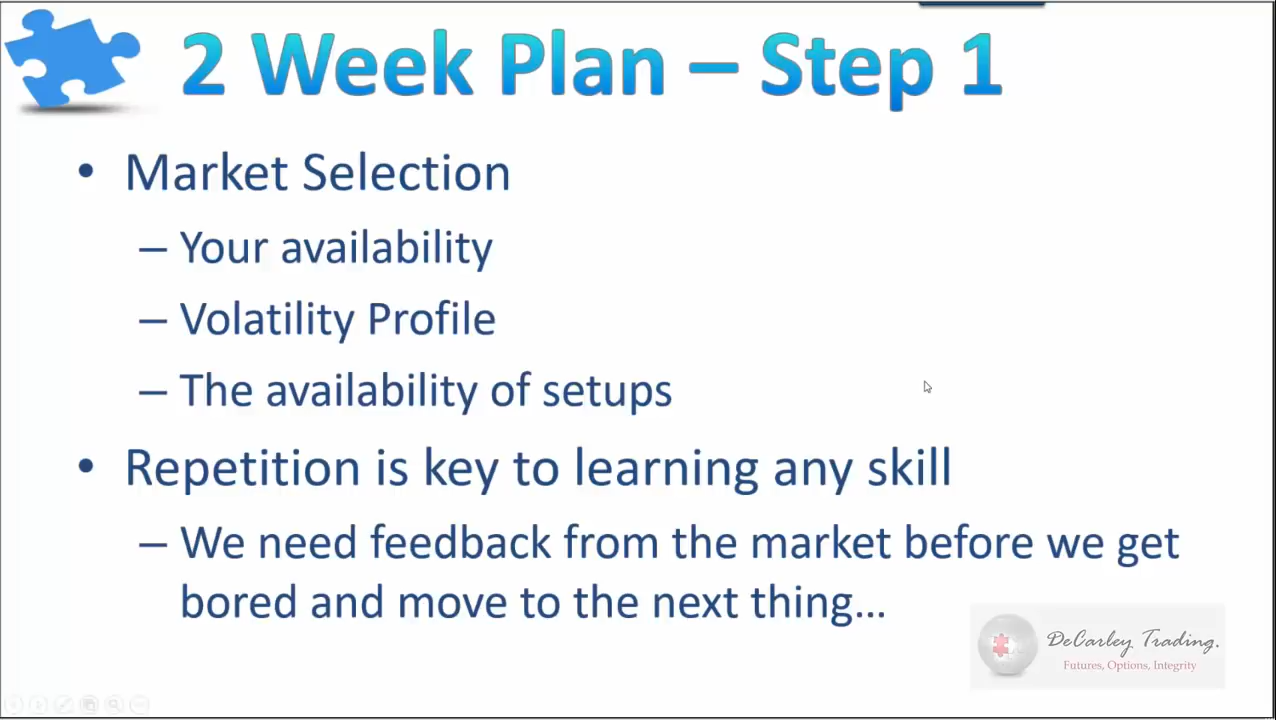 2 Week Plan – Step 1
• Market Selection
– Your availability
– Volatility Profile
– The availability of setups
• Repetition is key to learning any skill
– We need feedback from the market before we get
bored and move to the next thing...
DeCarley Trading.
Futures, Options, Integrity